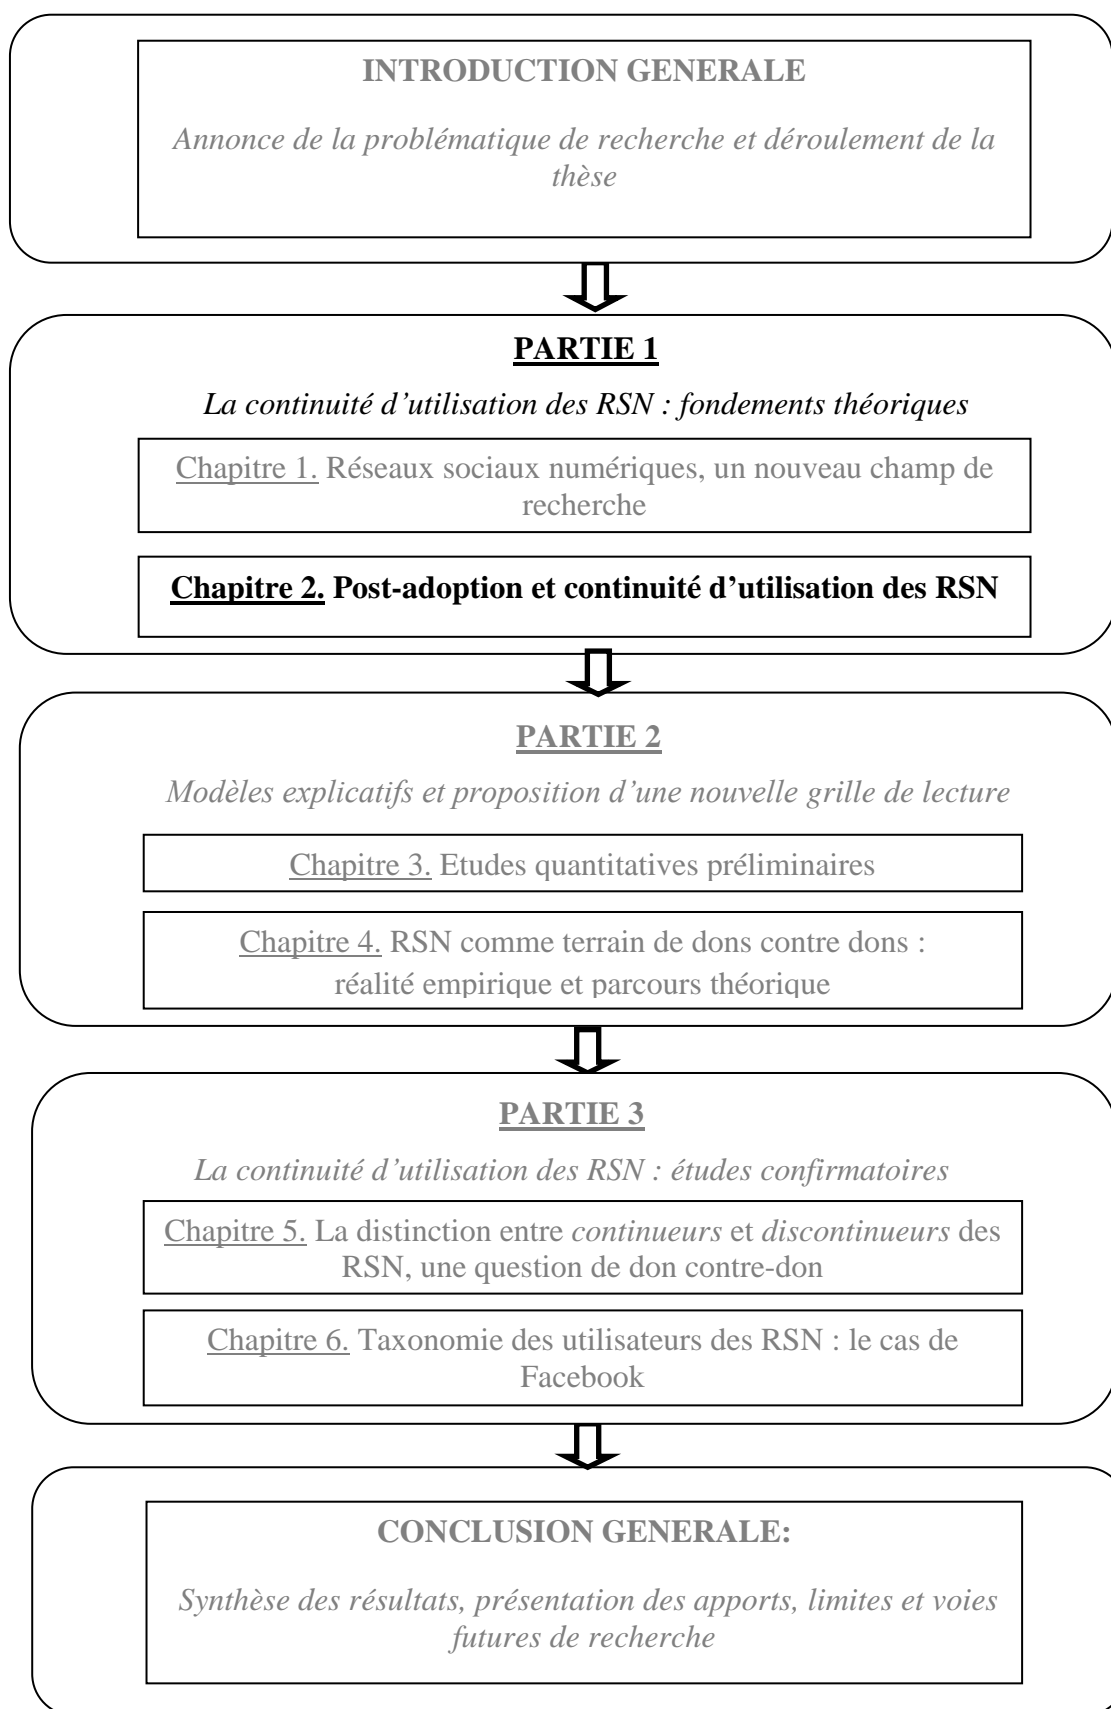 INTRODUCTION GENERALE
Annonce de la problématique de recherche et déroulement de la
thèse
PARTIE 1
La continuité d’utilisation des RSN : fondements théoriques
Chapitre 1. Réseaux sociaux numériques, un nouveau champ de
recherche
Chapitre 2. Post-adoption et continuité d’utilisation des RSN
PARTIE 2
Modèles explicatifs et proposition d’une nouvelle grille de lecture
Chapitre 3. Etudes quantitatives préliminaires
Chapitre 4. RSN comme terrain de dons contre dons :
réalité empirique et parcours théorique
PARTIE 3
La continuité d’utilisation des RSN : études confirmatoires
Chapitre 5. La distinction entre continueurs et discontinueurs des
RSN, une question de don contre-don
Chapitre 6. Taxonomie des utilisateurs des RSN : le cas de
Facebook
CONCLUSION GENERALE:
Synthèse des résultats, présentation des apports, limites et voies
futures de recherche